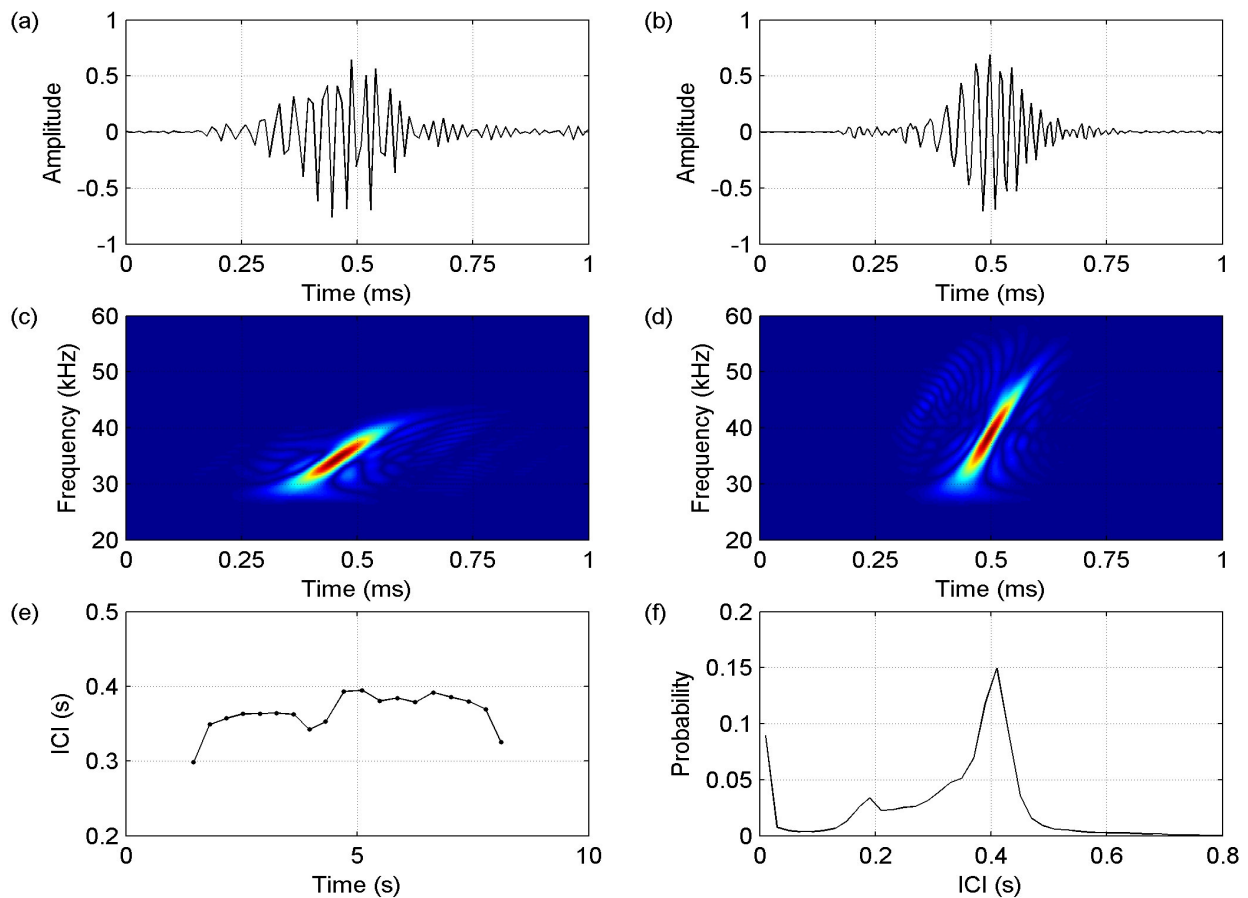 (a)
1
0.5
0
-0.5
-1
Amplitude
0 0.25 0.5 0.75 1
Time (ms)
(b)
1
0.5
0
-0.5
-1
Amplitude
0 0.25 0.5 0.75 1
Time (ms)
(c)
60
50
40
30
20
Frequency (kHz)
0 0.25 0.5 0.75 1
Time (ms)
(d)
60
50
40
30
20
Frequency (kHz)
0 0.25 0.5 0.75 1
Time (ms)
(e)
0.5
0.4
0.3
0.2
ICI (s)
0 5 10
Time (s)
(f)
0.2
0.15
0.1
0.05
0
Probability
0 0.2 0.4 0.6 0.8
ICI (s)